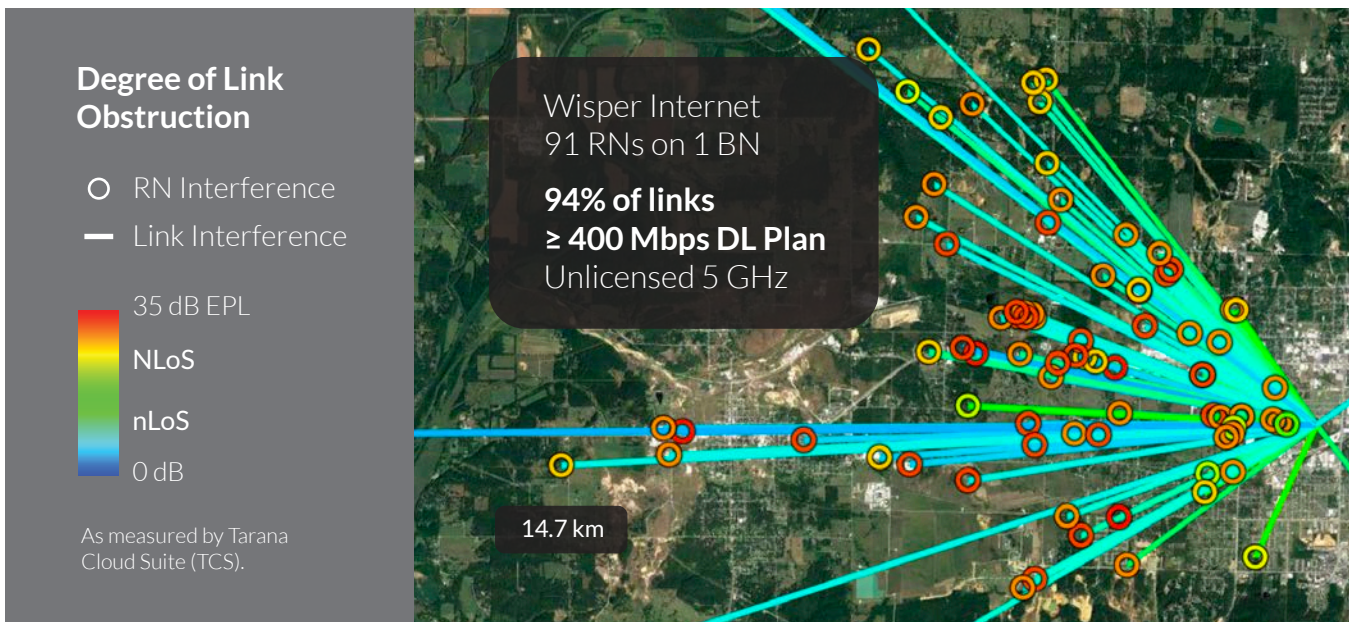 Degree of Link
Obstruction
RN Interference
Link Interference
35 dB EPL
NLoS
nLoS
0 dB
As measured by Tarana
Cloud Suite (TCS).
Wisper Internet
91 RNs on 1 BN
94% of links
≥ 400 Mbps DL Plan
Unlicensed 5 GHz
14.7 km